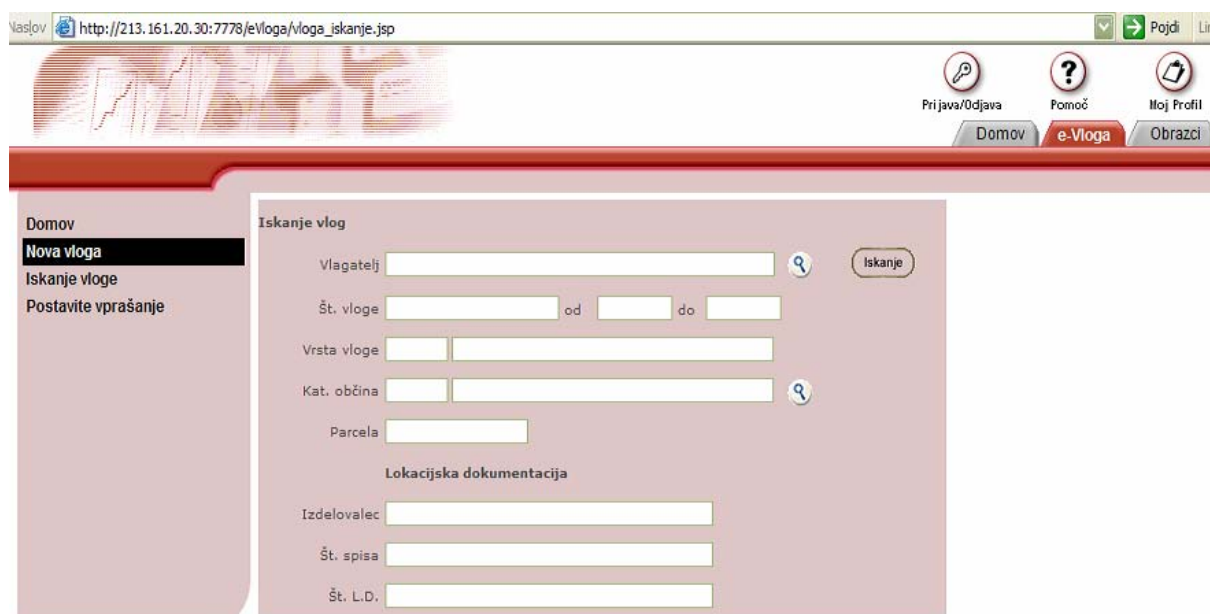 Naslov http://213.161.20.30:7778/eVloga/vloga_iskanje.jsp Pojdi
Prijava/Odjava Pomoč Moj Profil
Domov e-Vloga Obrazci
Domov
Nova vloga
Iskanje vloge
Postavite vprašanje
Iskanje vlog
Vlagatelj Iskanje
Št. vloge od do
Vrsta vloge
Kat. občina
Parcela
Lokacijska dokumentacija
Izdelovalec
Št. spisa
Št. L.D.